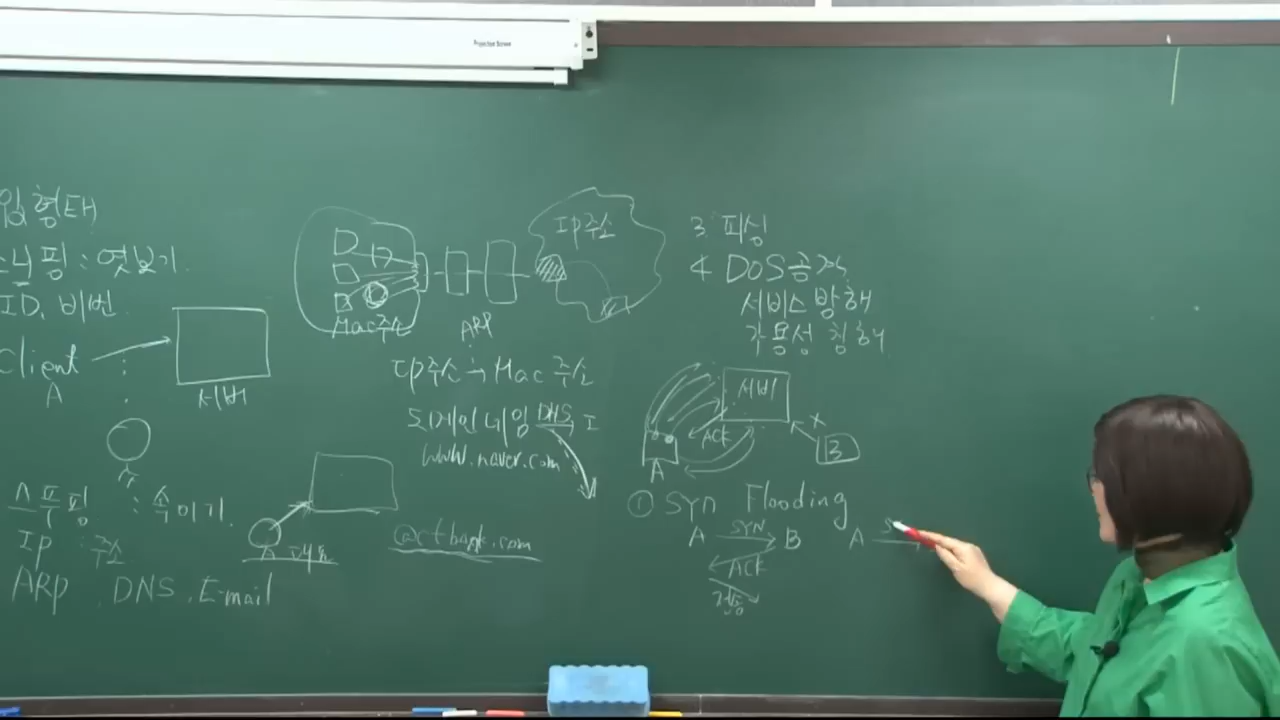 Projection Screen
형태
스니핑 : 엿보기
ID, 비번
Client
A
서버
스푸핑 : 속이기
Ip 주소
A
ARP, DNS, E-mail
Mac주소
ARP
Ip주소
Ip주소 → Mac 주소
도메인 네임 DNS I
www.naver.com
@ctbank.com
3. 피싱
4 DoS공격
서비스 방해
가용성 침해
서버
ACK
A
X
B
① Syn Flooding
A SYN B A S
ACK